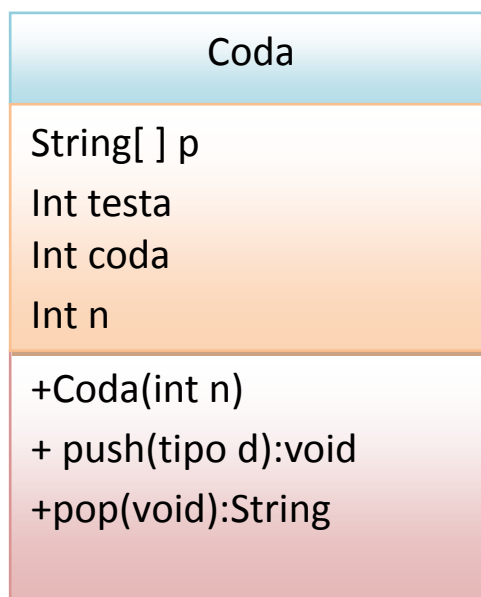 Coda
String[ ] p
Int testa
Int coda
Int n
+Coda(int n)
+ push(tipo d):void
+pop(void):String